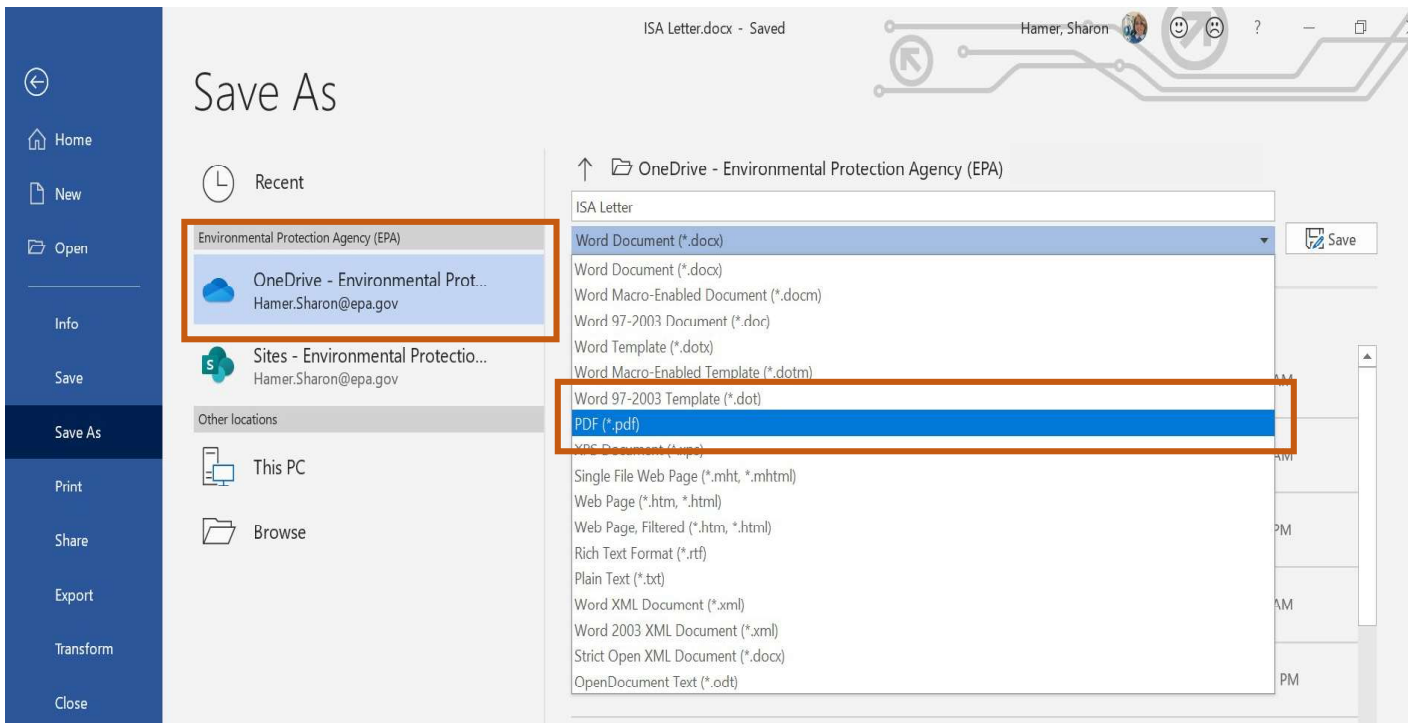 ISA Letter.docx - Saved
Hamer, Sharon
?
Save As
Home
New
Open
Info
Save
Save As
Print
Share
Export
Transform
Close
Recent
Environmental Protection Agency (EPA)
OneDrive - Environmental Prot...
Hamer.Sharon@epa.gov
S
Sites - Environmental Protectio...
Hamer.Sharon@epa.gov
Other locations
This PC
Browse
OneDrive - Environmental Protection Agency (EPA)
ISA Letter
Word Document (*.docx)
Save
Word Document (*.docx)
Word Macro-Enabled Document (*.docm)
Word 97-2003 Document (*.doc)
Word Template (*.dotx)
Word Macro-Enabled Template (*.dotm)
AM
Word 97-2003 Template (*.dot)
PDF (*.pdf)
XPS Document (*.xps)
AM
Single File Web Page (*.mht, *.mhtml)
Web Page (*.htm, *.html)
Web Page, Filtered (*.htm, *.html)
PM
Rich Text Format (*.rtf)
Plain Text (*.txt)
Word XML Document (*.xml)
AM
Word 2003 XML Document (*.xml)
Strict Open XML Document (*.docx)
OpenDocument Text (*.odt)
PM